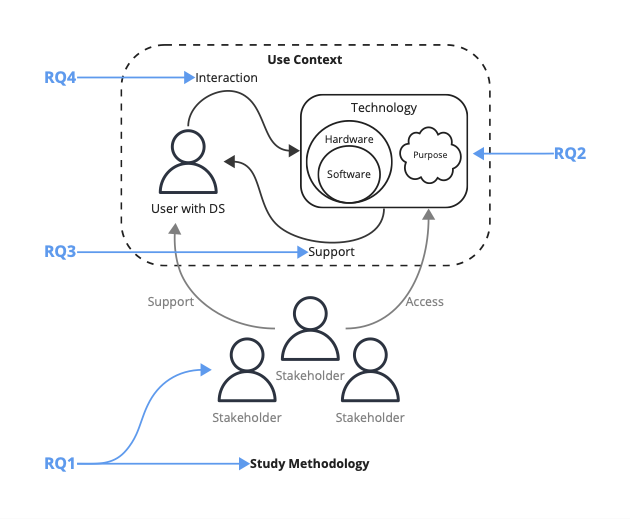 Use Context
RQ4
Interaction
Technology
Hardware
Software
Purpose
RQ2
User with DS
RQ3
Support
Support
Access
Stakeholder
Stakeholder
Stakeholder
RQ1
Study Methodology